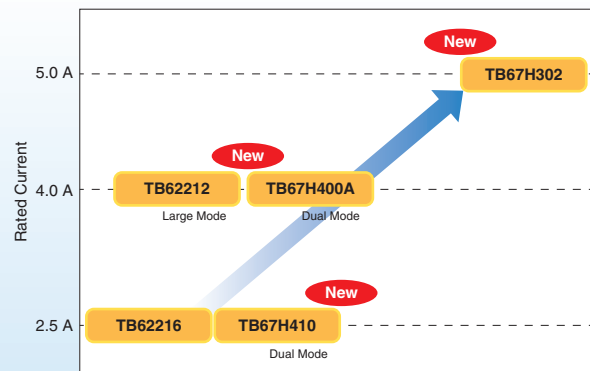 New
5.0 A
TB67H302
New
TB62212
TB67H400A
4.0 A
Large Mode
Dual Mode
Rated Current
New
2.5 A
TB62216
TB67H410
Dual Mode